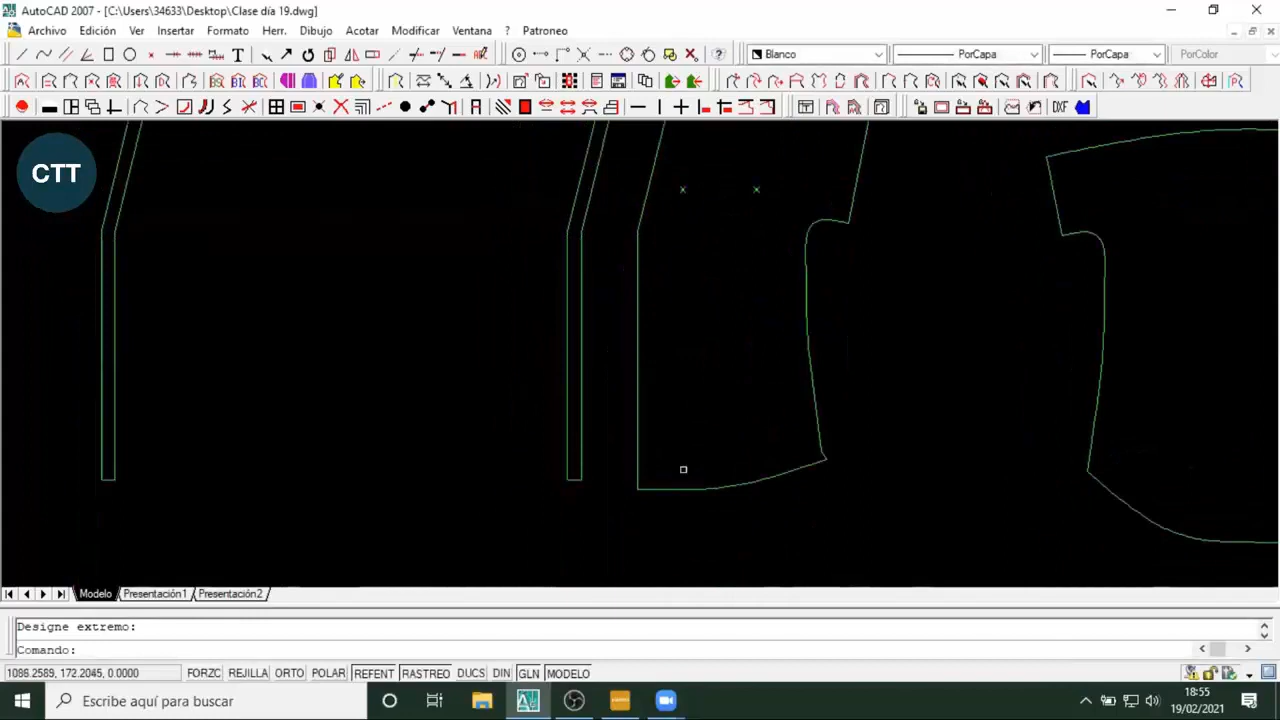 AutoCAD 2007 - [C:\Users\34633\Desktop\Clase día 19.dwg]
Archivo Edición Ver Insertar Formato Herr. Dibujo Acotar Modificar Ventana ? Patroneo
Blanco PorCapa PorCapa PorColor
DXF
CTT
Modelo Presentación1 Presentación2
Designe extremo:
Comando:
1086.2589, 172.2045, 0.0000 FORZC REJILLA ORTO POLAR REFENT RASTREO DUCS DIN GLN MODELO
Escribe aquí para buscar
18:55
19/02/2021